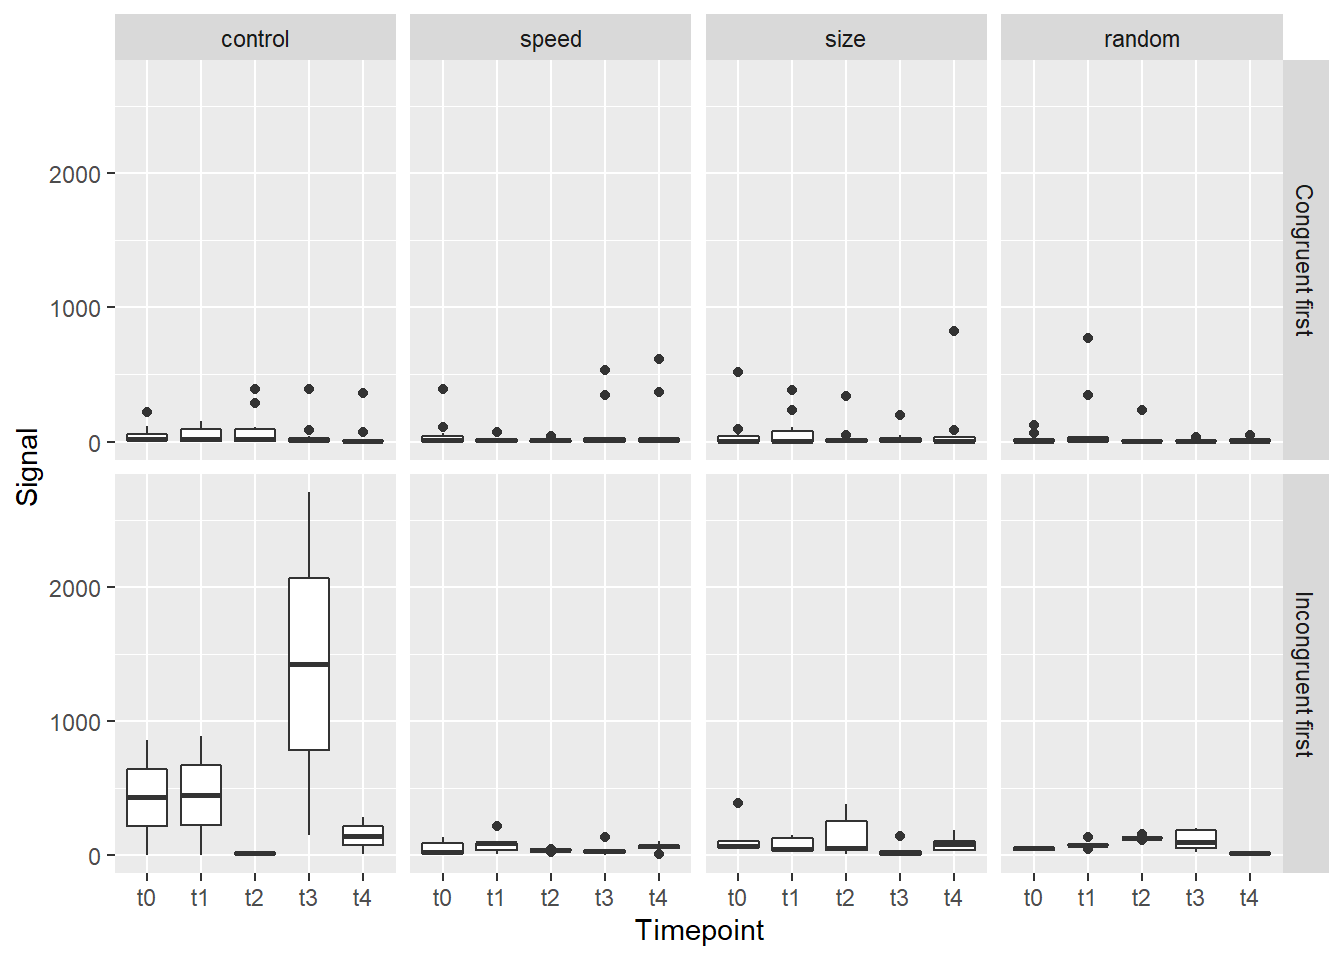 control speed size random
2000
1000
0
Congruent first
Signal
2000
1000
0
Incongruent first
t0 t1 t2 t3 t4 t0 t1 t2 t3 t4 t0 t1 t2 t3 t4 t0 t1 t2 t3 t4
Timepoint